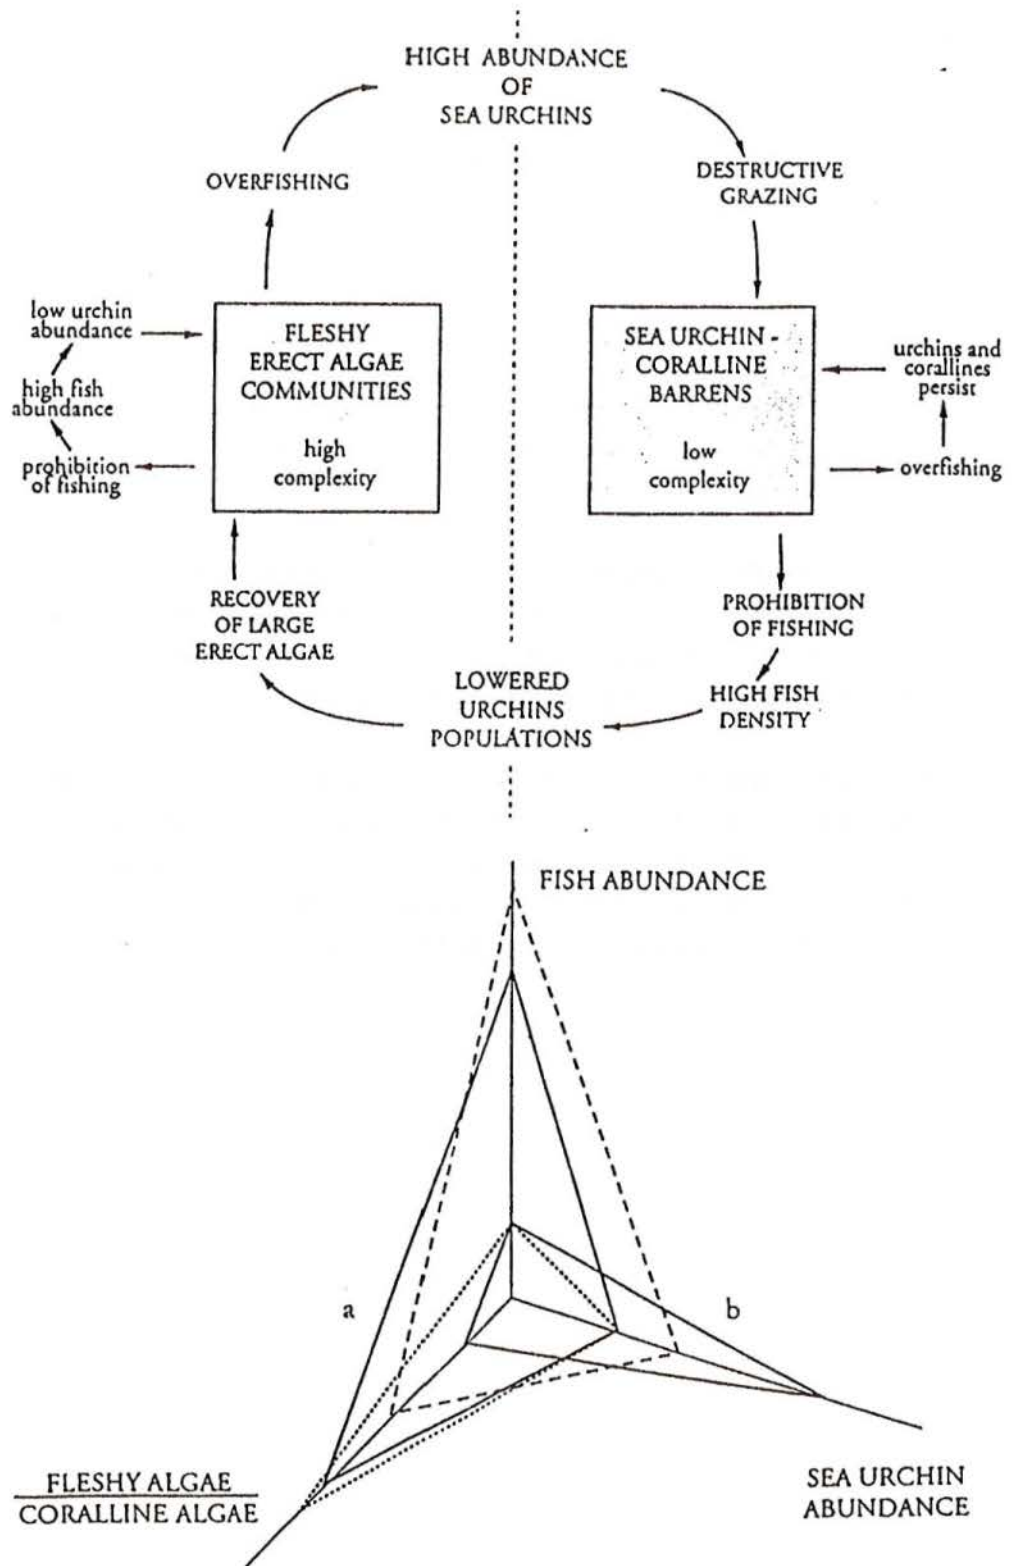 HIGH ABUNDANCE
OF
SEA URCHINS
OVERFISHING
DESTRUCTIVE
GRAZING
low urchin
abundance
high fish
abundance
prohibition
of fishing
FLESHY
ERECT ALGAE
COMMUNITIES
high
complexity
SEA URCHIN -
CORALLINE
BARRENS
low
complexity
urchins and
corallines
persist
overfishing
RECOVERY
OF LARGE
ERECT ALGAE
PROHIBITION
OF FISHING
HIGH FISH
DENSITY
LOWERED
URCHINS
POPULATIONS
FISH ABUNDANCE
a
b
FLESHY ALGAE
CORALLINE ALGAE
SEA URCHIN
ABUNDANCE